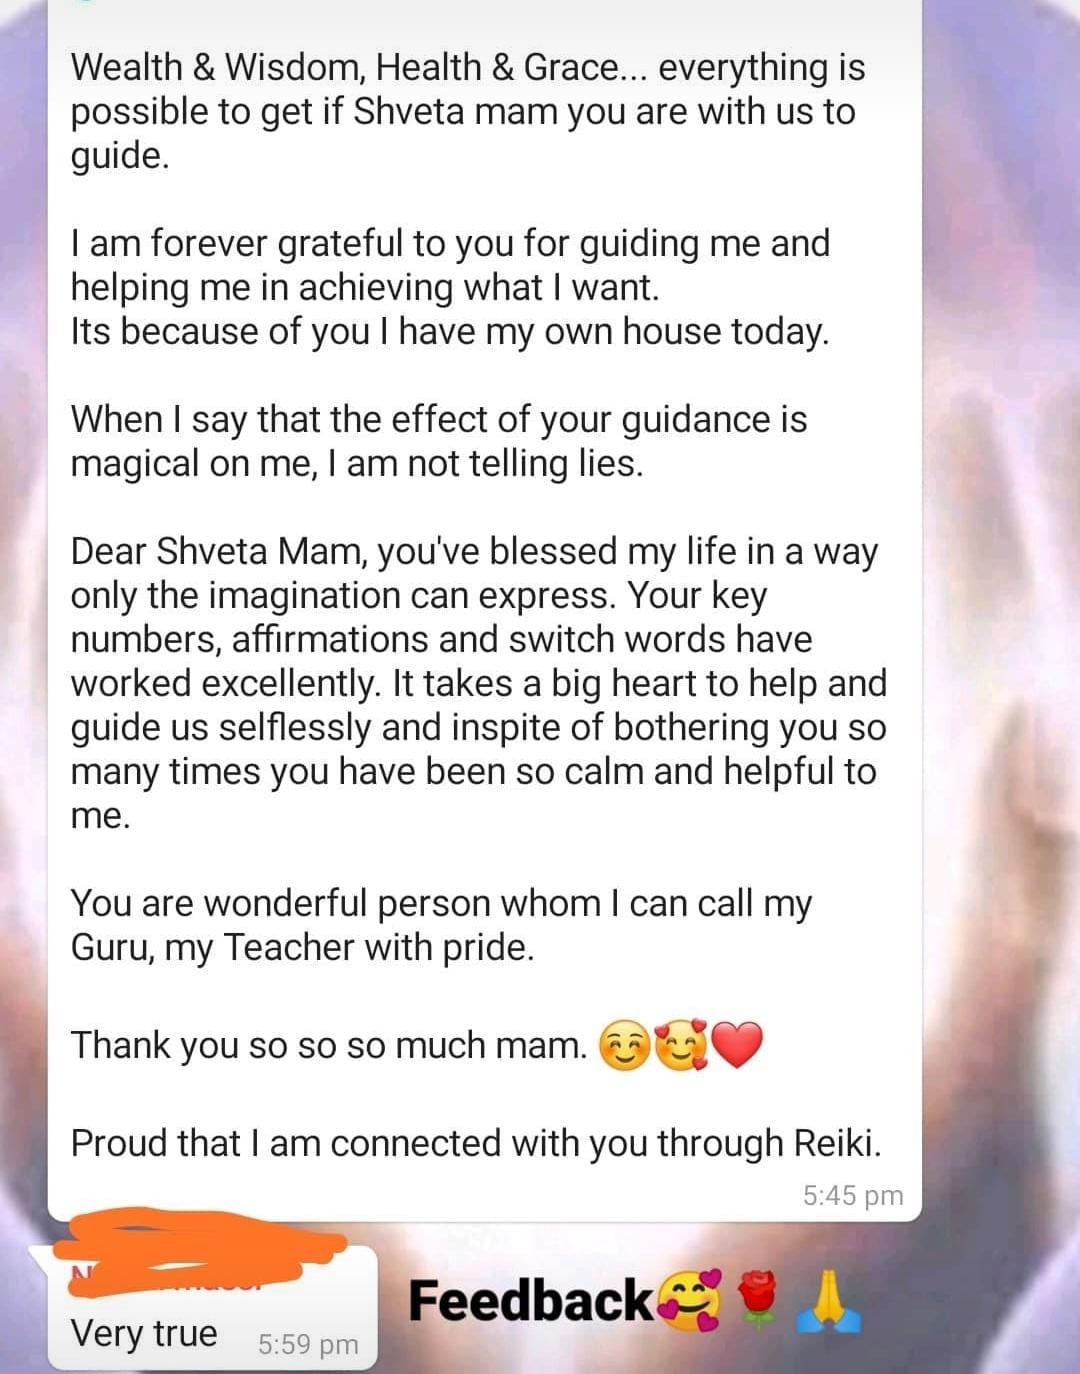 Wealth & Wisdom, Health & Grace... everything is
possible to get if Shveta mam you are with us to
guide.
I am forever grateful to you for guiding me and
helping me in achieving what I want.
Its because of you I have my own house today.
When I say that the effect of your guidance is
magical on me, I am not telling lies.
Dear Shveta Mam, you've blessed my life in a way
only the imagination can express. Your key
numbers, affirmations and switch words have
worked excellently. It takes a big heart to help and
guide us selflessly and inspite of bothering you so
many times you have been so calm and helpful to
me.
You are wonderful person whom I can call my
Guru, my Teacher with pride.
Thank you so so so much mam. ☺️🥰❤️
Proud that I am connected with you through Reiki.
5:45 pm
Very true 5:59 pm
Feedback🥰🌹🙏